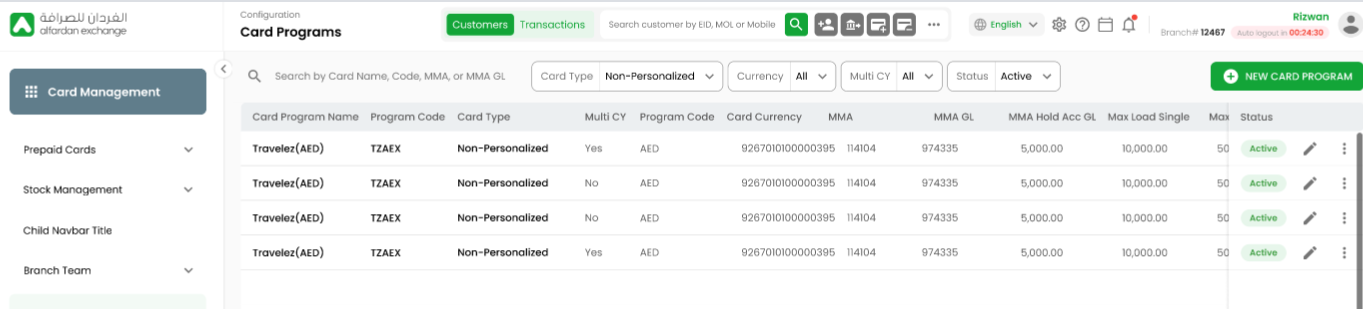 الفردان للصرافة
alfardan exchange
Configuration
Card Programs
Customers Transactions
Search customer by EID, MOL or Mobile
English
Branch# 12467
Rizwan
Auto logout in 00:24:30
Card Management
Prepaid Cards
Stock Management
Child Navbar Title
Branch Team
Search by Card Name, Code, MMA, or MMA GL
Card Type Non-Personalized
Currency All
Multi CY All
Status Active
NEW CARD PROGRAM
Card Program Name Program Code Card Type Multi CY Program Code Card Currency MMA MMA GL MMA Hold Acc GL Max Load Single Max Status
Travelez(AED) TZAEX Non-Personalized Yes AED 9267010100000395 114104 974335 5,000.00 10,000.00 50 Active
Travelez(AED) TZAEX Non-Personalized No AED 9267010100000395 114104 974335 5,000.00 10,000.00 50 Active
Travelez(AED) TZAEX Non-Personalized No AED 9267010100000395 114104 974335 5,000.00 10,000.00 50 Active
Travelez(AED) TZAEX Non-Personalized Yes AED 9267010100000395 114104 974335 5,000.00 10,000.00 50 Active